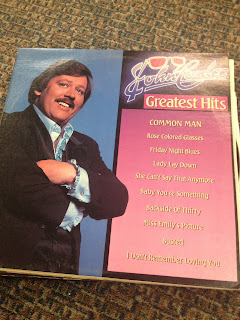 John Conlee
Greatest Hits
COMMON MAN
Rose Colored Glasses
Friday Night Blues
Lady Lay Down
She Can't Say That Anymore
Baby You're Something
Backside of Thirty
Miss Emily's Picture
Busted
I Don't Remember Loving You